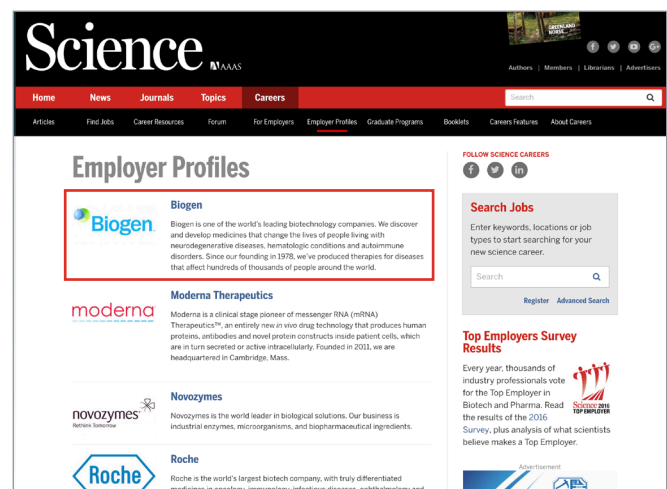 GREENLAND
NORSE
Science
AAAS
Authors | Members | Librarians | Advertisers
Home News Journals Topics Careers
Search
Articles Find Jobs Career Resources Forum For Employers Employer Profiles Graduate Programs Booklets Careers Features About Careers
Employer Profiles
Biogen
Biogen
Biogen is one of the world's leading biotechnology companies. We discover
and develop medicines that change the lives of people living with
neurodegenerative diseases, hematologic conditions and autoimmune
disorders. Since our founding in 1978, we've produced therapies for diseases
that affect hundreds of thousands of people around the world.
moderna
Moderna Therapeutics
Moderna is a clinical stage pioneer of messenger RNA (mRNA)
Therapeutics™, an entirely new in vivo drug technology that produces human
proteins, antibodies and novel protein constructs inside patient cells, which
are in turn secreted or active intracellularly. Founded in 2011, we are
headquartered in Cambridge, Mass.
novozymes
Rethink Tomorrow
Novozymes
Novozymes is the world leader in biological solutions. Our business is
industrial enzymes, microorganisms, and biopharmaceutical ingredients.
Roche
Roche
Roche is the world's largest biotech company, with truly differentiated
medicines in oncology, immunology, infectious diseases, ophthalmology and
FOLLOW SCIENCE CAREERS
Search Jobs
Enter keywords, locations or job
types to start searching for your
new science career.
Search
Register Advanced Search
Top Employers Survey
Results
Every year, thousands of
industry professionals vote
for the Top Employer in
Biotech and Pharma. Read
the results of the 2016
Survey, plus analysis of what scientists
believe makes a Top Employer.
Science 2016
TOP EMPLOYER
Advertisement